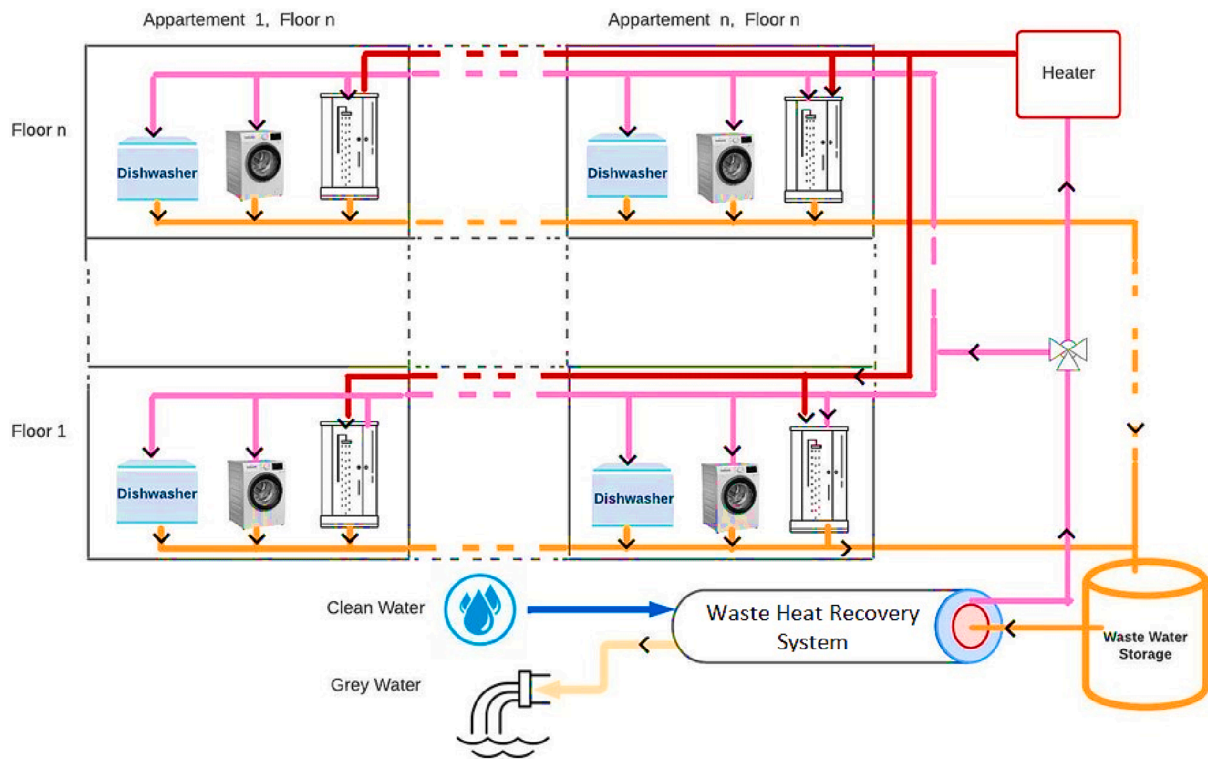 Appartement 1, Floor n
Appartement n, Floor n
Heater
Floor n
Dishwasher
Dishwasher
Floor 1
Dishwasher
Dishwasher
Clean Water
Waste Heat Recovery
System
Waste Water
Storage
Grey Water